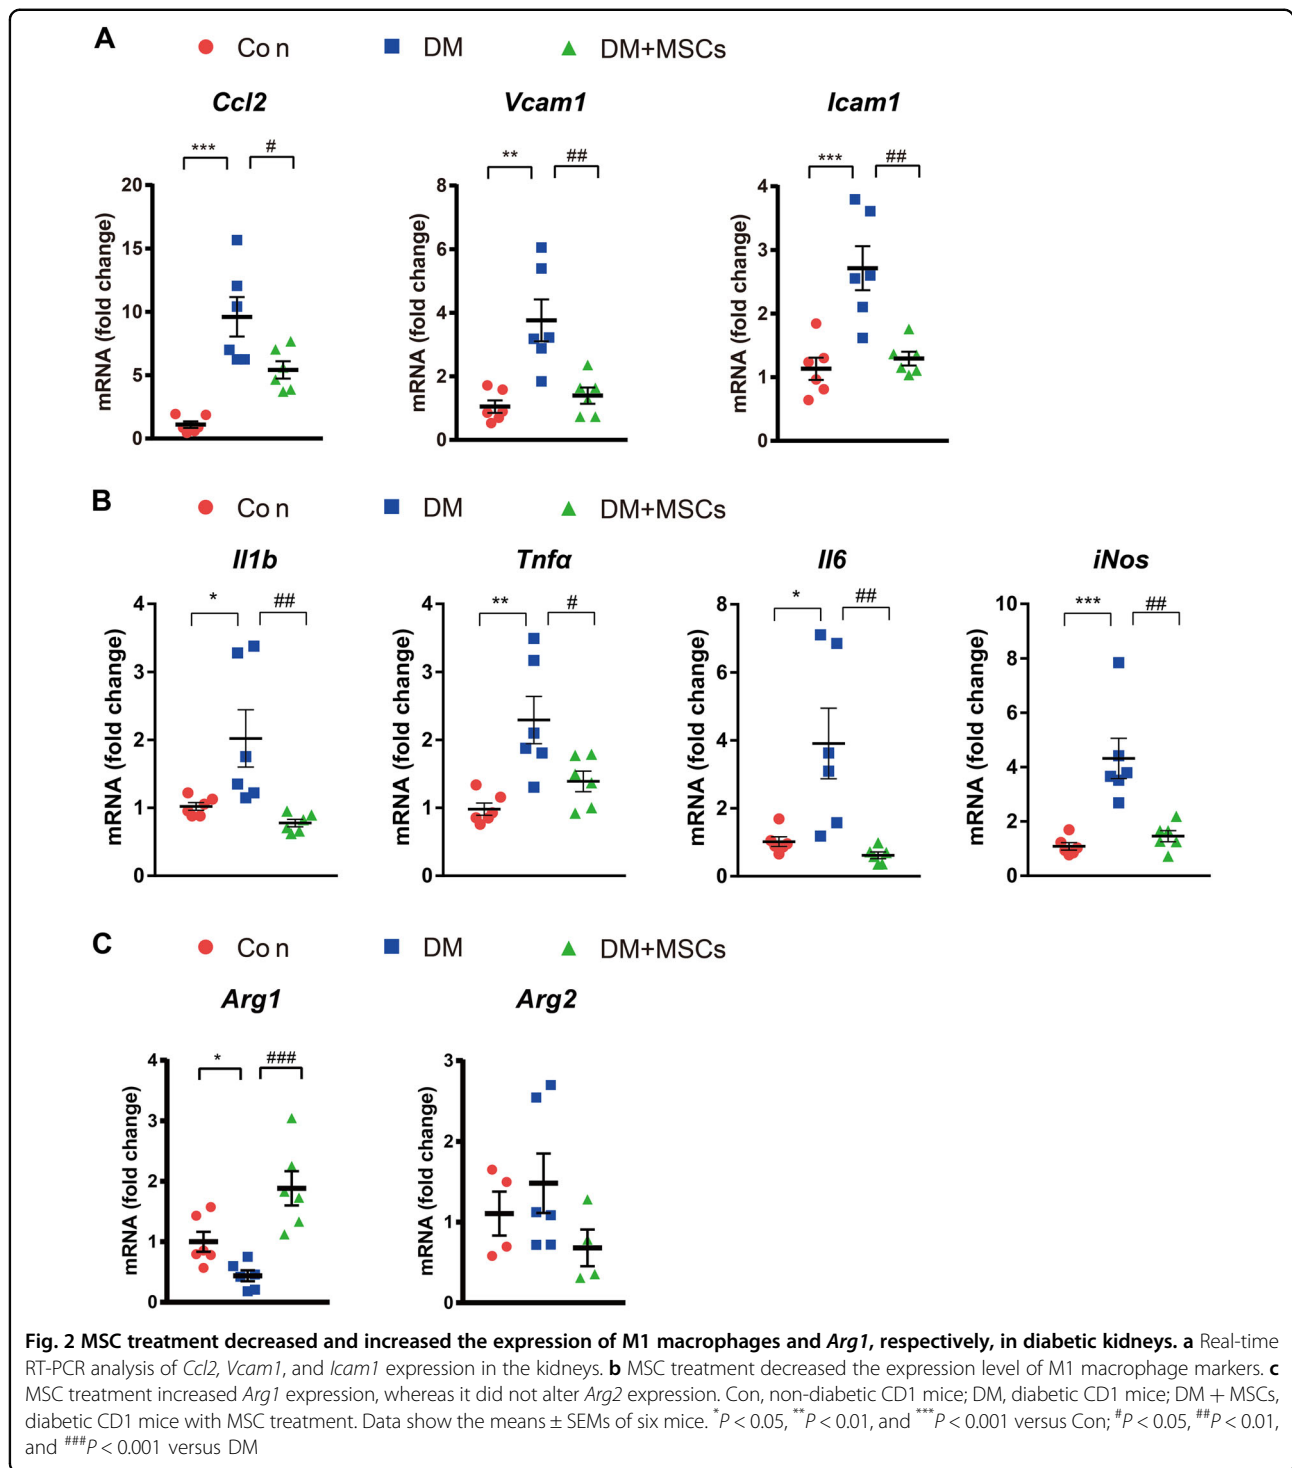 A
Con
DM
DM+MSCs
Ccl2
Vcam1
Icam1
***
#
**
##
***
##
mRNA (fold change)
20
15
10
5
0
mRNA (fold change)
8
6
4
2
0
mRNA (fold change)
4
3
2
1
0
B
Con
DM
DM+MSCs
Il1b
Tnfα
Il6
iNos
*
##
**
#
*
##
***
##
mRNA (fold change)
4
3
2
1
0
mRNA (fold change)
4
3
2
1
0
mRNA (fold change)
8
6
4
2
0
mRNA (fold change)
10
8
6
4
2
0
C
Con
DM
DM+MSCs
Arg1
Arg2
*
###
mRNA (fold change)
4
3
2
1
0
mRNA (fold change)
3
2
1
0
Fig. 2 MSC treatment decreased and increased the expression of M1 macrophages and Arg1, respectively, in diabetic kidneys. a Real-time
RT-PCR analysis of Ccl2, Vcam1, and Icam1 expression in the kidneys. b MSC treatment decreased the expression level of M1 macrophage markers. c
MSC treatment increased Arg1 expression, whereas it did not alter Arg2 expression. Con, non-diabetic CD1 mice; DM, diabetic CD1 mice; DM + MSCs,
diabetic CD1 mice with MSC treatment. Data show the means ± SEMs of six mice. *P < 0.05, **P < 0.01, and ***P < 0.001 versus Con; #P < 0.05, ##P < 0.01,
and ###P < 0.001 versus DM